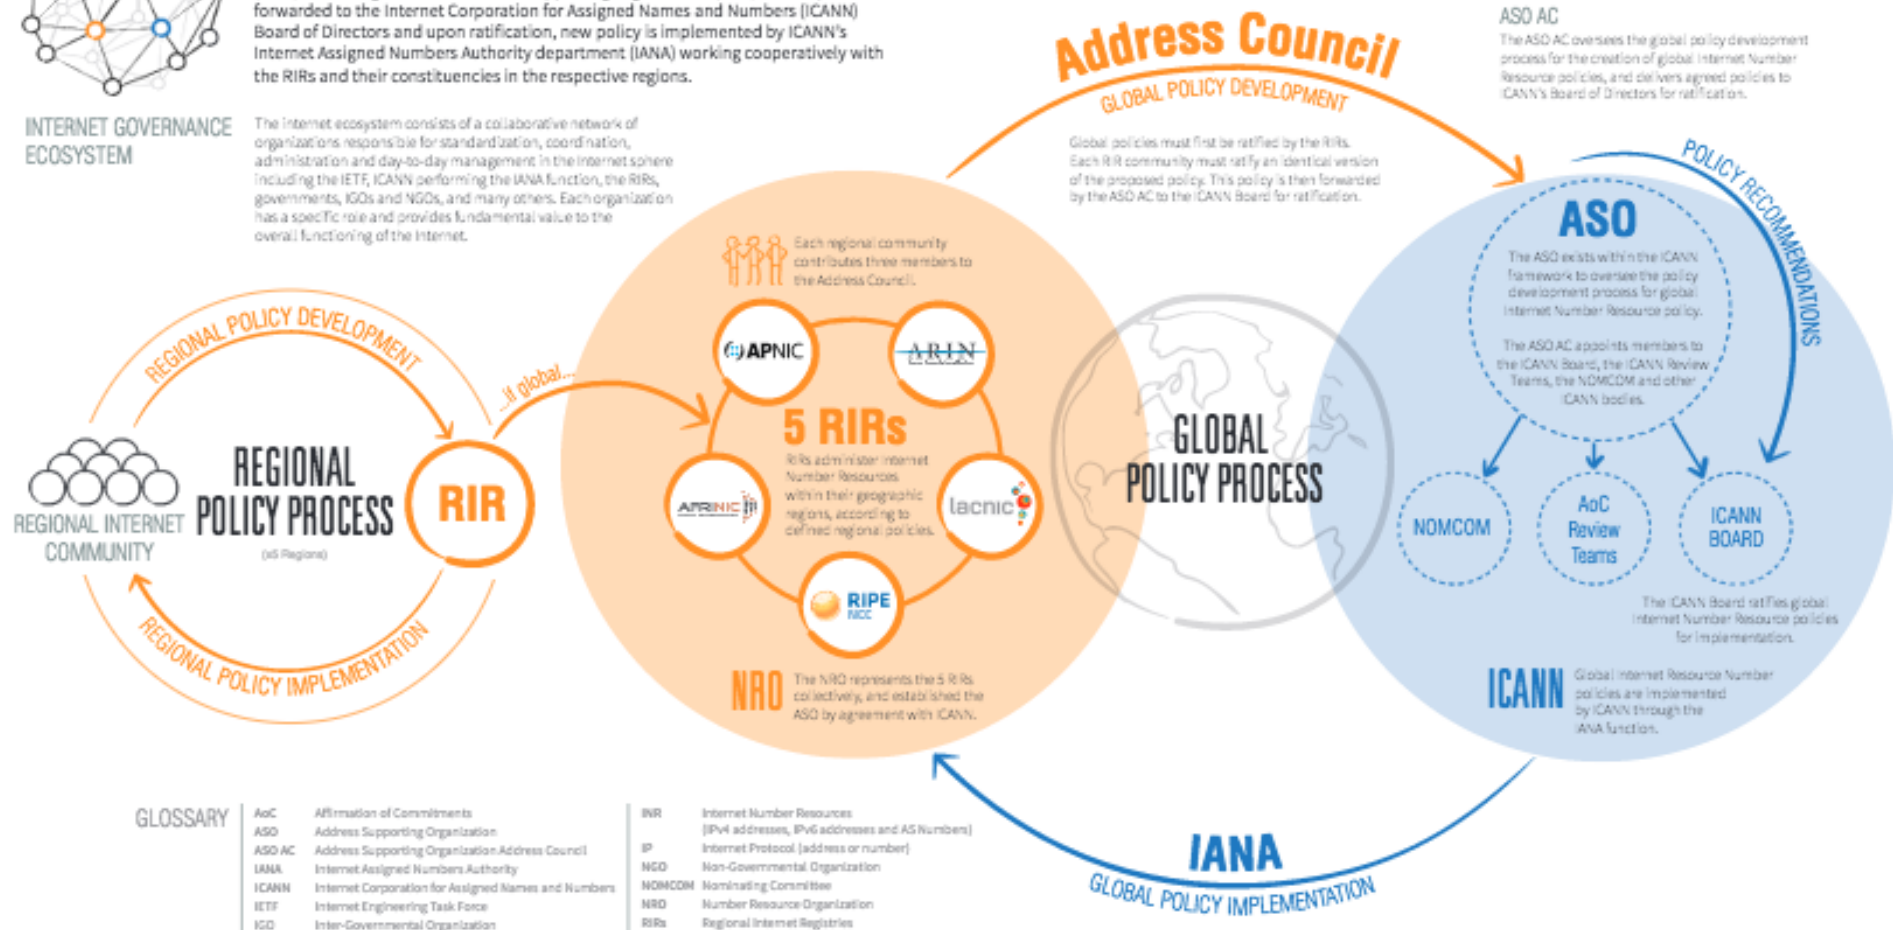 forwarded to the Internet Corporation for Assigned Names and Numbers (ICANN)
Board of Directors and upon ratification, new policy is implemented by ICANN's
Internet Assigned Numbers Authority department (IANA) working cooperatively with
the RIRs and their constituencies in the respective regions.
INTERNET GOVERNANCE
ECOSYSTEM
The internet ecosystem consists of a collaborative network of
organizations responsible for standardization, coordination,
administration and day-to-day management in the Internet sphere
including the IETF, ICANN performing the IANA function, the RIRs,
governments, IGOs and NGOs, and many others. Each organization
has a specific role and provides fundamental value to the
overall functioning of the Internet.
Address Council
GLOBAL POLICY DEVELOPMENT
Global policies must first be ratified by the RIRs.
Each RIR community must ratify an identical version
of the proposed policy. This policy is then forwarded
by the ASO AC to the ICANN Board for ratification.
ASO AC
The ASO AC oversees the global policy development
process for the creation of global Internet Number
Resource policies, and delivers agreed policies to
ICANN's Board of Directors for ratification.
POLICY RECOMMENDATIONS
REGIONAL POLICY DEVELOPMENT
REGIONAL INTERNET
COMMUNITY
REGIONAL
POLICY PROCESS
(x5 Regions)
RIR
REGIONAL POLICY IMPLEMENTATION
...if global...
Each regional community
contributes three members to
the Address Council.
APNIC
ARIN
5 RIRs
RIRs administer Internet
Number Resources
within their geographic
regions, according to
defined regional policies.
AFRINIC
lacnic
RIPE
NCC
NRO
The NRO represents the 5 RIRs
collectively, and established the
ASO by agreement with ICANN.
GLOBAL
POLICY PROCESS
ASO
The ASO exists within the ICANN
framework to oversee the policy
development process for global
Internet Number Resource policy.
The ASO AC appoints members to
the ICANN Board, the ICANN Review
Teams, the NOMCOM and other
ICANN bodies.
NOMCOM
AoC
Review
Teams
ICANN
BOARD
The ICANN Board ratifies global
Internet Number Resource policies
for implementation.
ICANN
Global Internet Resource Number
policies are implemented
by ICANN through the
IANA function.
IANA
GLOBAL POLICY IMPLEMENTATION
GLOSSARY
AoC Affirmation of Commitments
ASO Address Supporting Organization
ASO AC Address Supporting Organization Address Council
IANA Internet Assigned Numbers Authority
ICANN Internet Corporation for Assigned Names and Numbers
IETF Internet Engineering Task Force
IGO Inter-Governmental Organization
INR Internet Number Resources
(IPv4 addresses, IPv6 addresses and AS Numbers)
IP Internet Protocol (address or number)
NGO Non-Governmental Organization
NOMCOM Nominating Committee
NRO Number Resource Organization
RIRs Regional Internet Registries